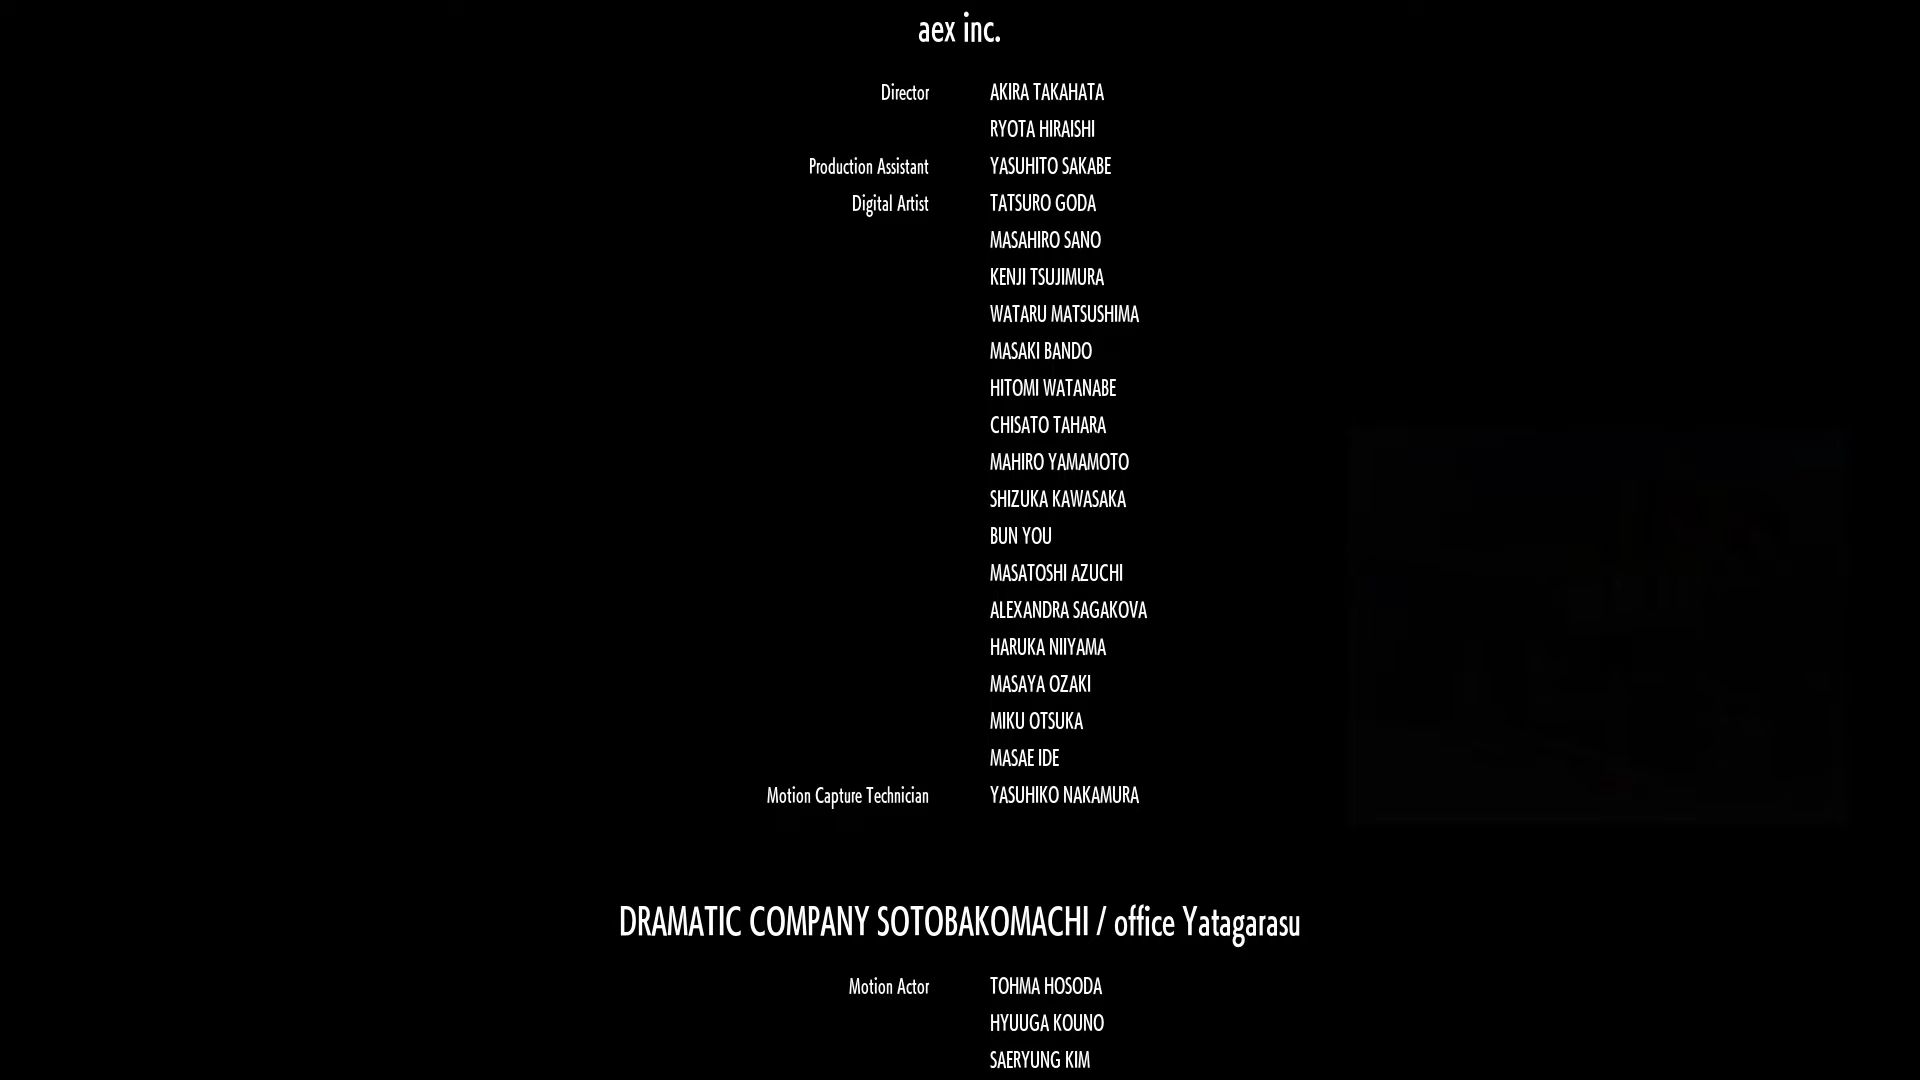 aex inc.
Director AKIRA TAKAHATA
RYOTA HIRAISHI
Production Assistant YASUHITO SAKABE
Digital Artist TATSURO GODA
MASAHIRO SANO
KENJI TSUJIMURA
WATARU MATSUSHIMA
MASAKI BANDO
HITOMI WATANABE
CHISATO TAHARA
MAHIRO YAMAMOTO
SHIZUKA KAWASAKA
BUN YOU
MASATOSHI AZUCHI
ALEXANDRA SAGAKOVA
HARUKA NIIYAMA
MASAYA OZAKI
MIKU OTSUKA
MASAE IDE
Motion Capture Technician YASUHIKO NAKAMURA
DRAMATIC COMPANY SOTOBAKOMACHI / office Yatagarasu
Motion Actor TOHMA HOSODA
HYUUGA KOUNO
SAERYUNG KIM